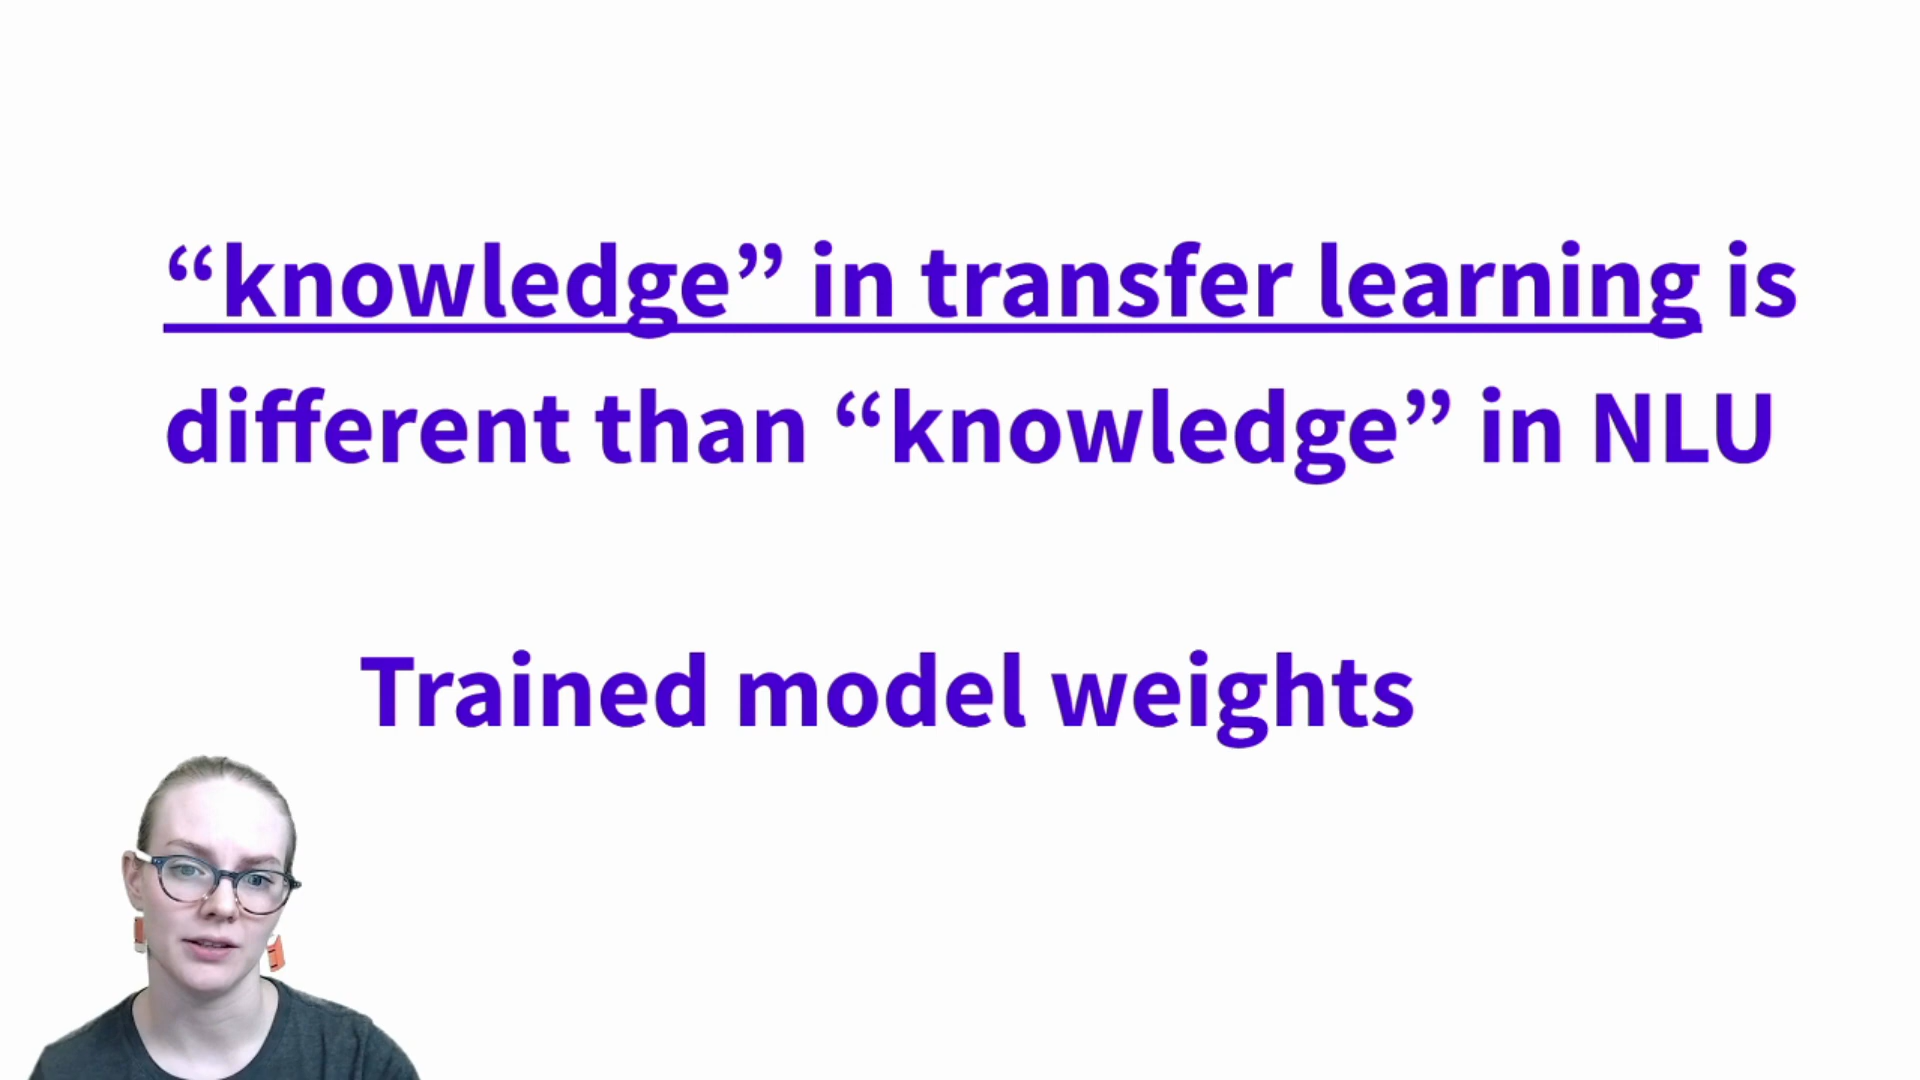 “knowledge” in transfer learning is
different than “knowledge” in NLU
Trained model weights